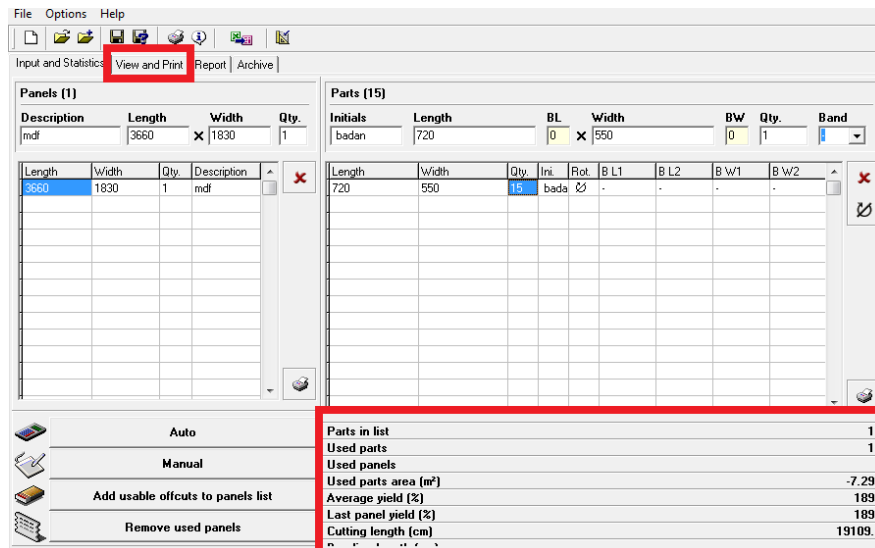 File Options Help
Input and Statistics View and Print Report Archive
Panels (1)
Description Length Width Qty.
mdf 3660 x 1830 1
Length Width Qty. Description
3660 1830 1 mdf
Parts (15)
Initials Length BL Width BW Qty. Band
badan 720 0 x 550 0 1
Length Width Qty. Ini. Rot. B L1 B L2 B W1 B W2
720 550 15 bada - - - -
Auto
Manual
Add usable offcuts to panels list
Remove used panels
Parts in list 1
Used parts 1
Used panels
Used parts area (m²) -7.29
Average yield (%) 189
Last panel yield (%) 189
Cutting length (cm) 19109.